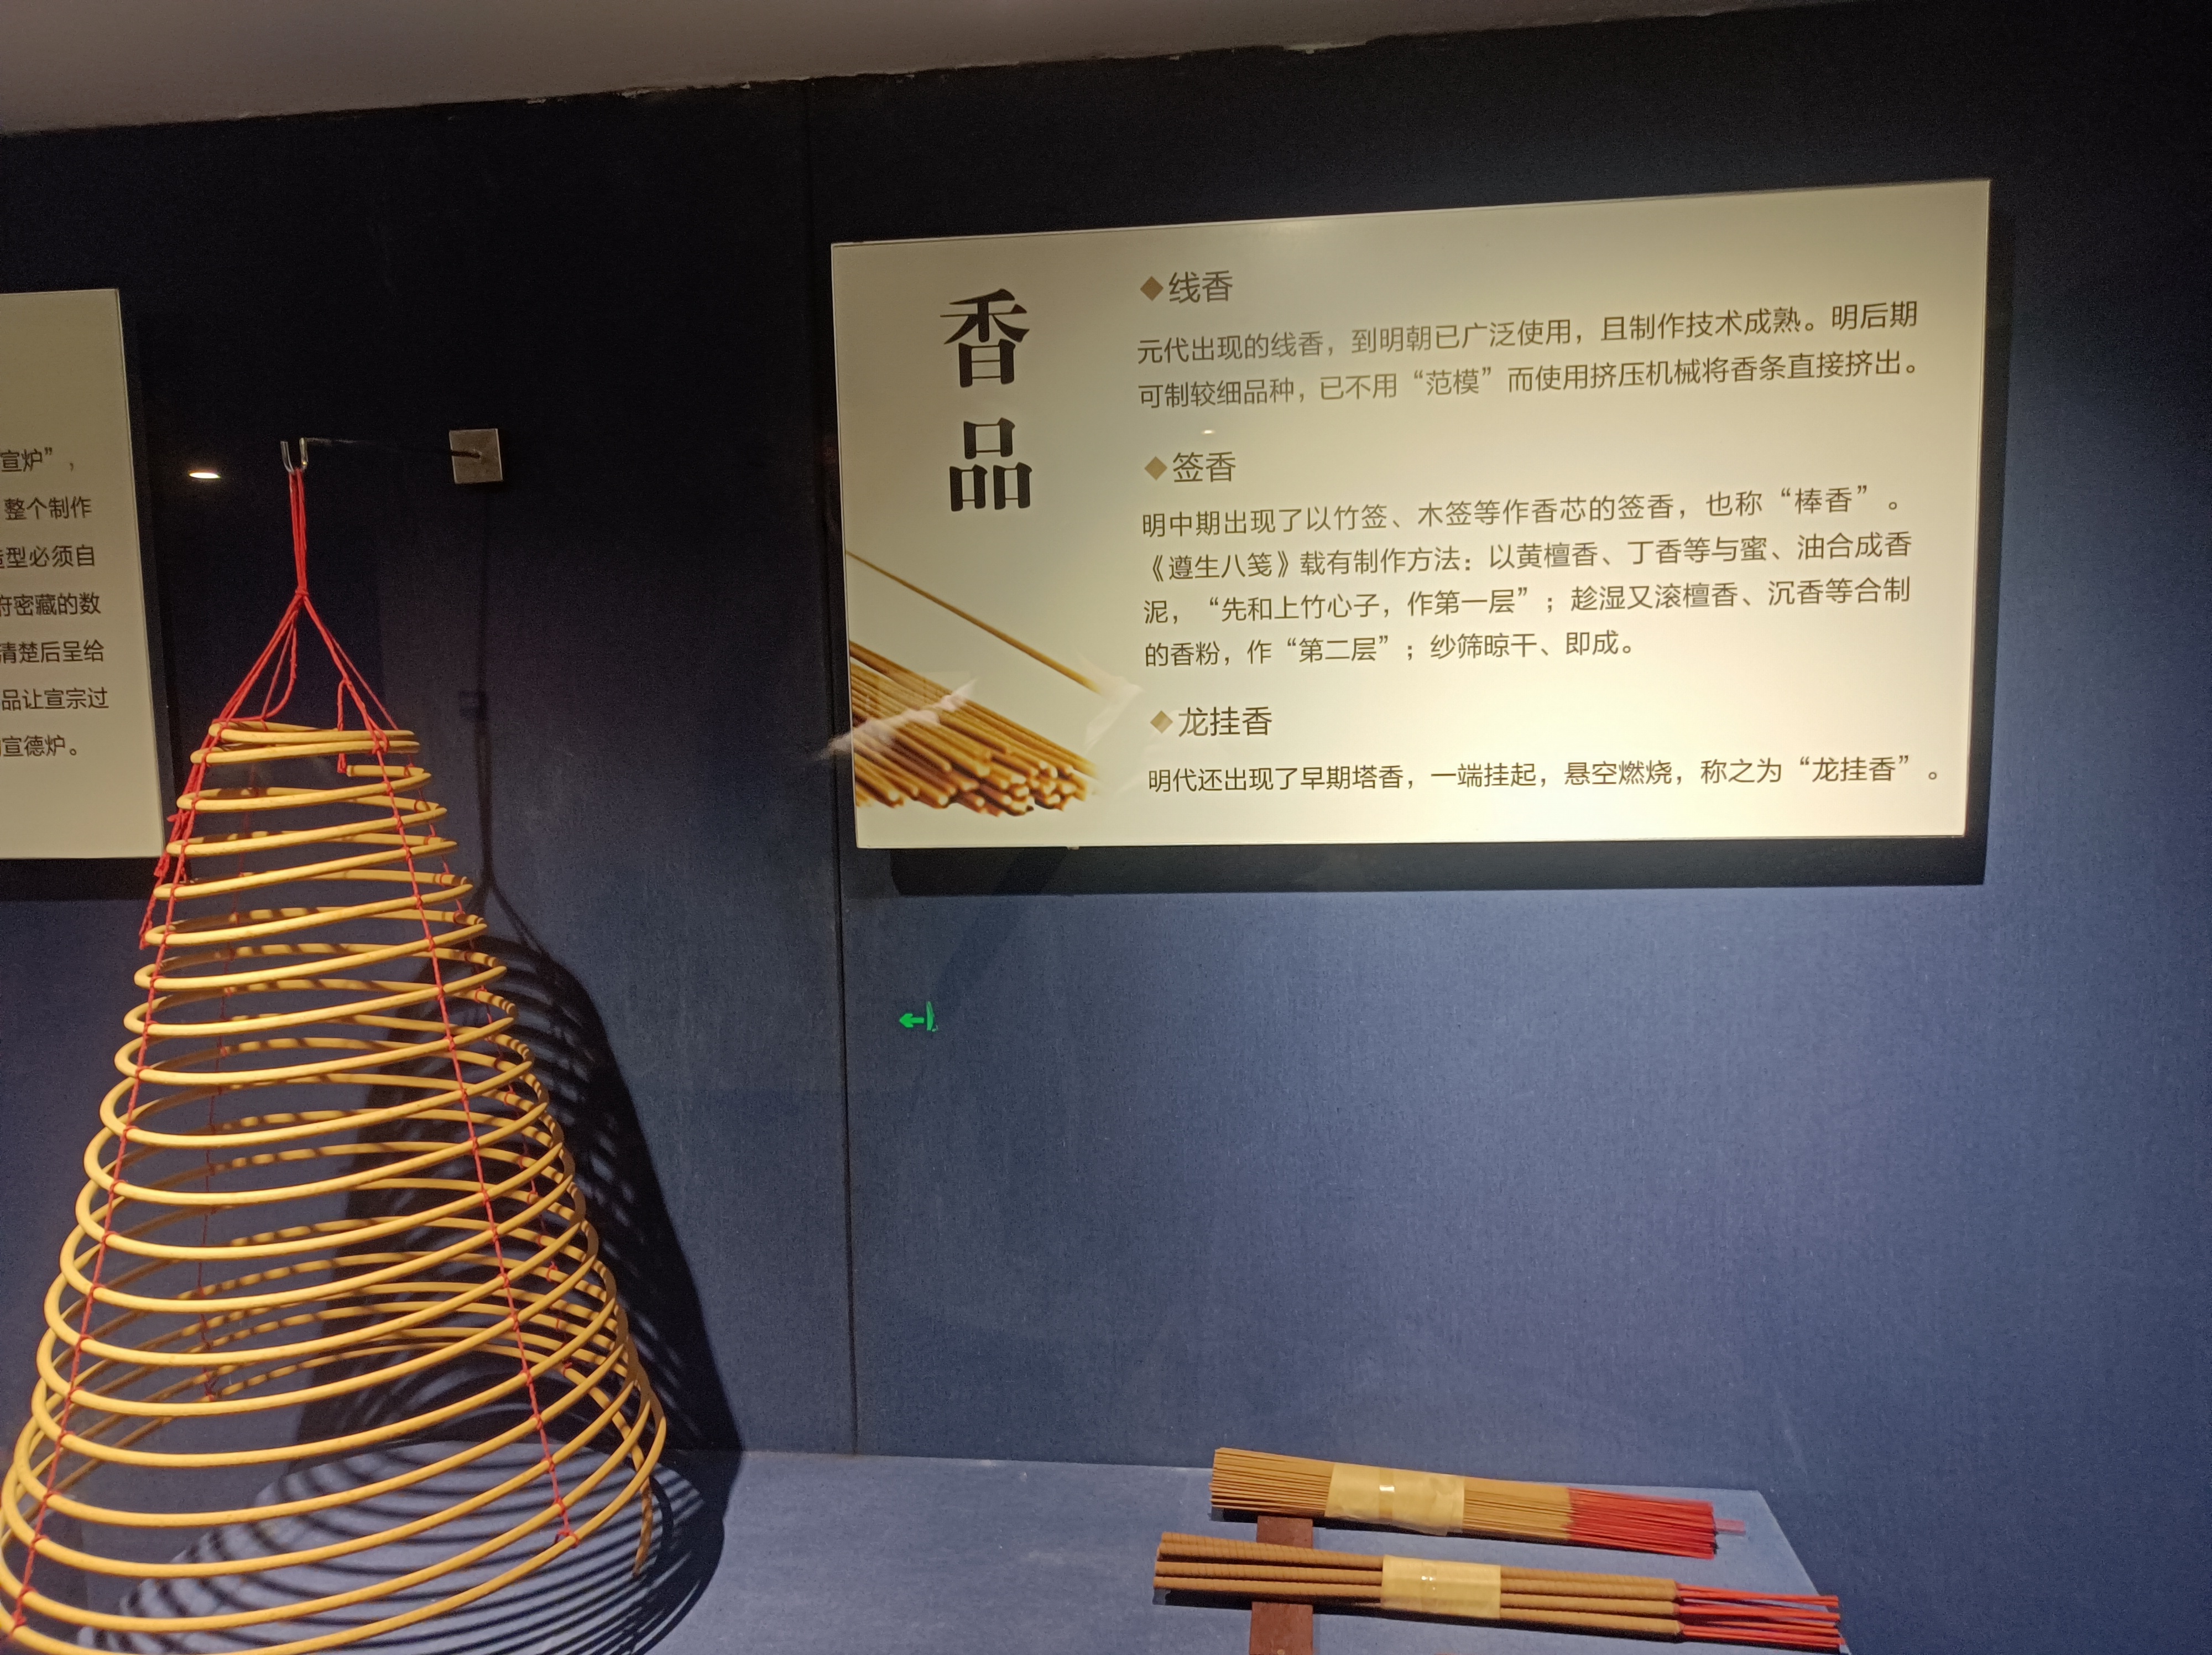 宣炉”，
整个制作
型必须自
府密藏的数
清楚后呈给
品让宣宗过
宣德炉。
香品
线香
元代出现的线香，到明朝已广泛使用，且制作技术成熟。明后期
可制较细品种，已不用“范模”而使用挤压机械将香条直接挤出。
签香
明中期出现了以竹签、木签等作香芯的签香，也称“棒香”。
《遵生八笺》载有制作方法：以黄檀香、丁香等与蜜、油合成香
泥，“先和上竹心子，作第一层”；趁湿又滚檀香、沉香等合制
的香粉，作“第二层”；纱筛晾干、即成。
龙挂香
明代还出现了早期塔香，一端挂起，悬空燃烧，称之为“龙挂香”。